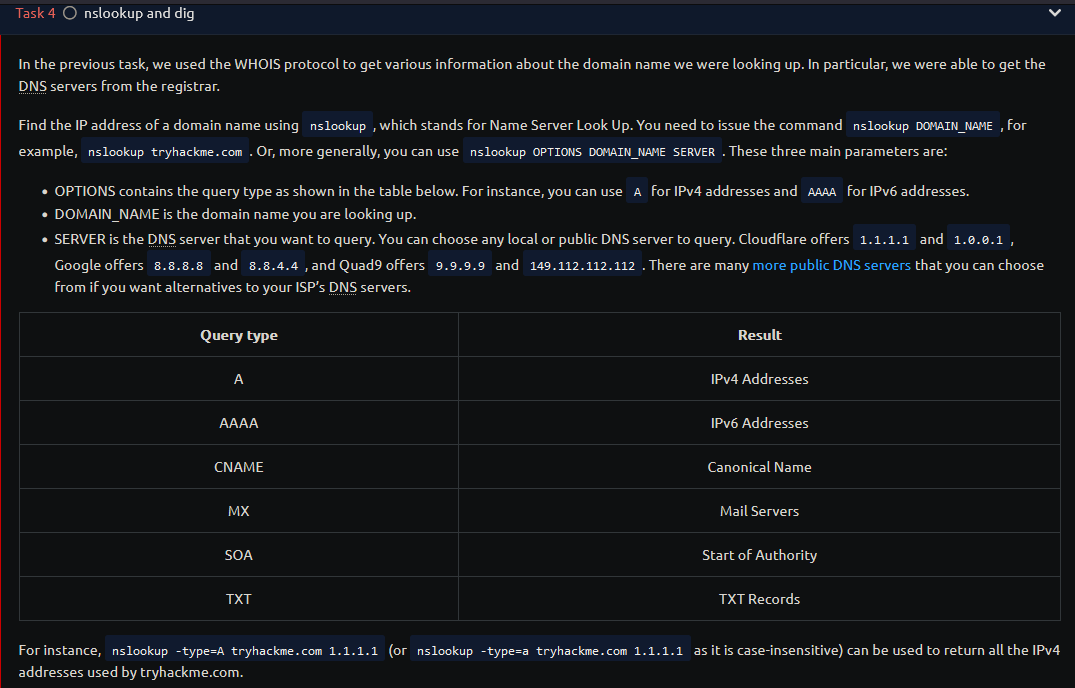 Task 4 nslookup and dig
In the previous task, we used the WHOIS protocol to get various information about the domain name we were looking up. In particular, we were able to get the
DNS servers from the registrar.
Find the IP address of a domain name using nslookup , which stands for Name Server Look Up. You need to issue the command nslookup DOMAIN_NAME , for
example, nslookup tryhackme.com . Or, more generally, you can use nslookup OPTIONS DOMAIN_NAME SERVER . These three main parameters are:
• OPTIONS contains the query type as shown in the table below. For instance, you can use A for IPv4 addresses and AAAA for IPv6 addresses.
• DOMAIN_NAME is the domain name you are looking up.
• SERVER is the DNS server that you want to query. You can choose any local or public DNS server to query. Cloudflare offers 1.1.1.1 and 1.0.0.1 ,
Google offers 8.8.8.8 and 8.8.4.4 , and Quad9 offers 9.9.9.9 and 149.112.112.112 . There are many more public DNS servers that you can choose
from if you want alternatives to your ISP's DNS servers.
Query type Result
A IPv4 Addresses
AAAA IPv6 Addresses
CNAME Canonical Name
MX Mail Servers
SOA Start of Authority
TXT TXT Records
For instance, nslookup -type=A tryhackme.com 1.1.1.1 (or nslookup -type=a tryhackme.com 1.1.1.1 as it is case-insensitive) can be used to return all the IPv4
addresses used by tryhackme.com.